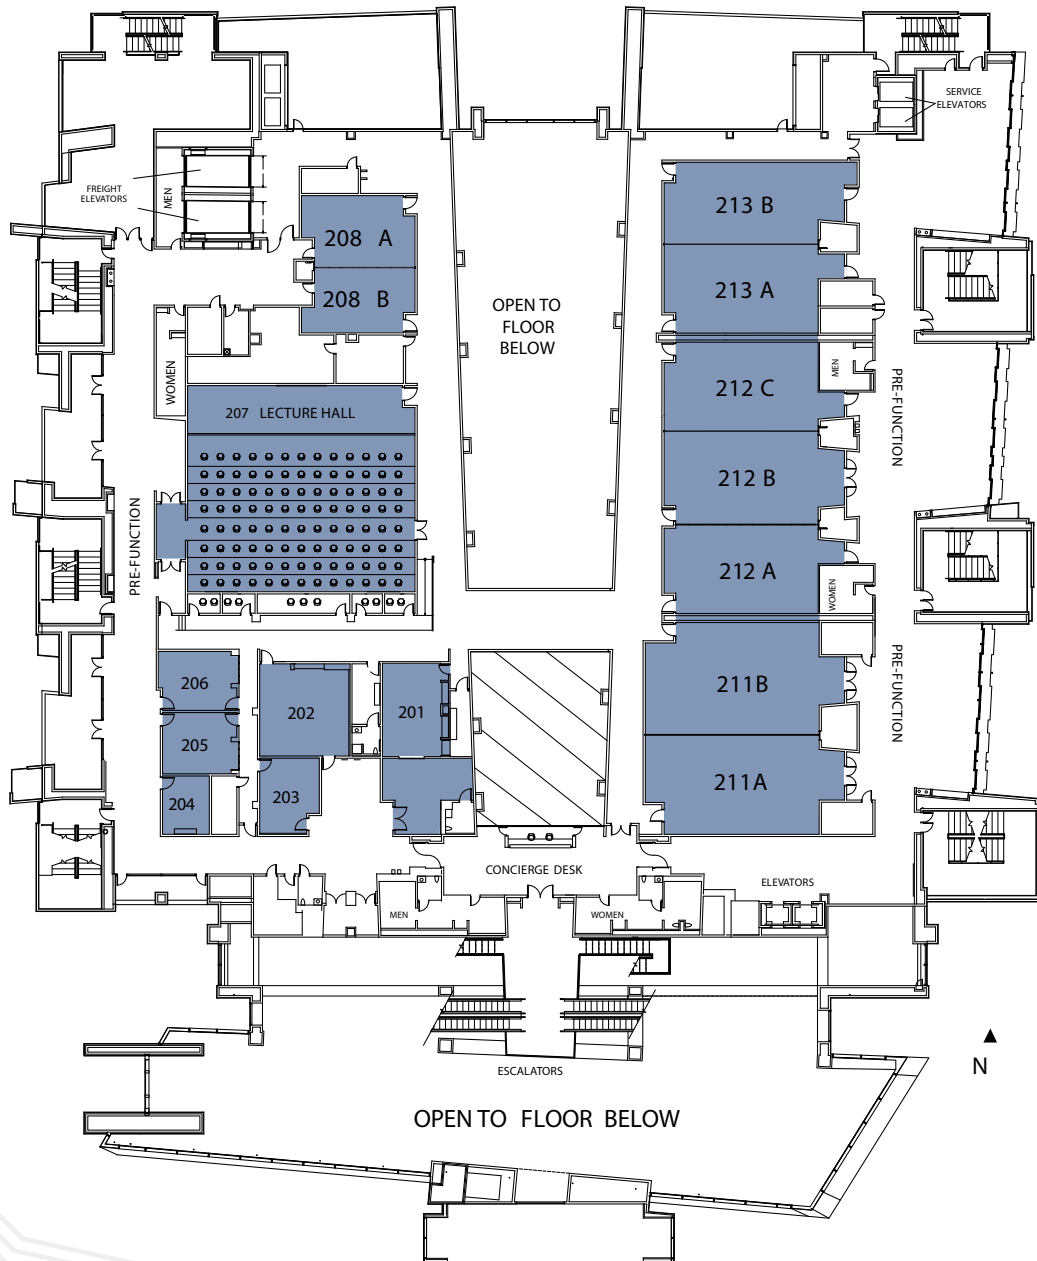 SERVICE
ELEVATORS
FREIGHT
ELEVATORS
MEN
213 B
208 A
213 A
208 B
OPEN TO
FLOOR
BELOW
MEN
WOMEN
212 C
PRE-FUNCTION
207 LECTURE HALL
212 B
PRE-FUNCTION
212 A
WOMEN
206
211B
PRE-FUNCTION
202
201
205
211A
203
204
CONCIERGE DESK
ELEVATORS
MEN
WOMEN
ESCALATORS
N
OPEN TO FLOOR BELOW